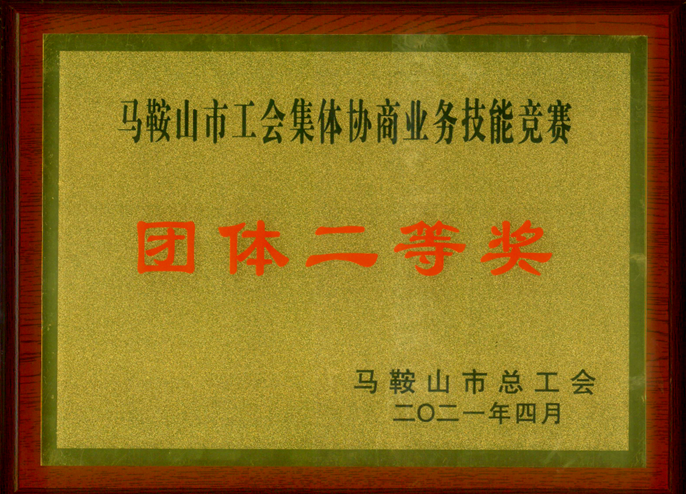 马鞍山市工会集体协商业务技能竞赛
团体二等奖
马鞍山市总工会
二〇二一年四月